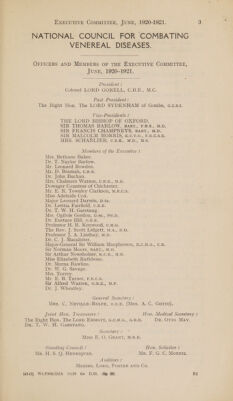 EXECUTIVE COMMITTEE, JUNE, 1920-1921. 3
NATIONAL COUNCIL FOR COMBATING
VENEREAL DISEASES.
OFFICERS AND MEMBERS OF THE EXECUTIVE COMMITTEE,
JUNE, 1920-1921.
President:
Colonel LORD GORELL, C.B.E., M.C.
Past President:
The Right Hon. The LORD SYDENHAM of Combe, G.C.S.I.
Vice-Presidents:
THE LORD BISHOP OF OXFORD.
SIR THOMAS BARLOW, BART., F.R.S., M.D.
SIR FRANCIS CHAMPNEYS, BART., M.D.
SIR MALCOLM MORRIS, K.C.V.O., F.R.C.S.E.
MRS. SCHARLIEB, C.B.E., M.D., M.S.
Members of the Executive:
Mrs. Bethune Baker.
Dr. F. Naylor Barlow.
Mr. Leonard Bowden.
Mr. D. Bostock, C.B.E.
Dr. John Buchan.
Mrs. Chalmers Watson, C.B.E., M.D.
Dowager Countess of Chichester.
Mr. E. B. Towsley Clarkson, M.R.C.S.
Miss Adelaide Cox.
Major Leonard Darwin, D.Sc.
Dr. Letitia Fairfield, C.B.E.
Dr. T. W. H. Garstang.
Mrs. Ogilvie Gordon, D.Sc., PH.D.
Dr. Eustace Hill, O.B.E.
Professor H. R. Kenwood, C.M.G.
The Rev. J. Scott Lidgett, M.A., D.D.
Professor J. A. Lindsay, M.D.
Dr. C. J. Macalister.
Major-General Sir William Macpherson, K.C.M.G., C.B.
Sir Norman Moore, BART., M.D.
Sir Arthur Newsholme, K.C.B., M.D.
Miss Elizabeth Robinson.
Dr. Morna Rawlins.
Dr. W. G. Savage.
Mrs. Torrey.
Mr. E. B. Turner, F.R.C.S.
Sir Alfred Warren, O.B.E., M.P.
Dr. J. Wheatley.
General Secretary:
MRS. C. NEVILLE-ROLFE, O.B.E. (MRS. A. C. GOTTO).
Hon. Treasurers:
Hon. Medical Secretary:
The Right Hon. THE LORD EMMOTT, G.C.M.G., G.B.E.
DR. OTTO MAY.
DR. T. W. H. GARSTANG.
Secretary:
MISS E. O. GRANT, M.B.E.
Standing Counsel:
Hon. Solicitor:
MR. H. S. Q. HENRIQUES.
MR. F. G. C. MORRIS.
Auditors:
MESSRS. LORD, FOSTER AND CO.
B2